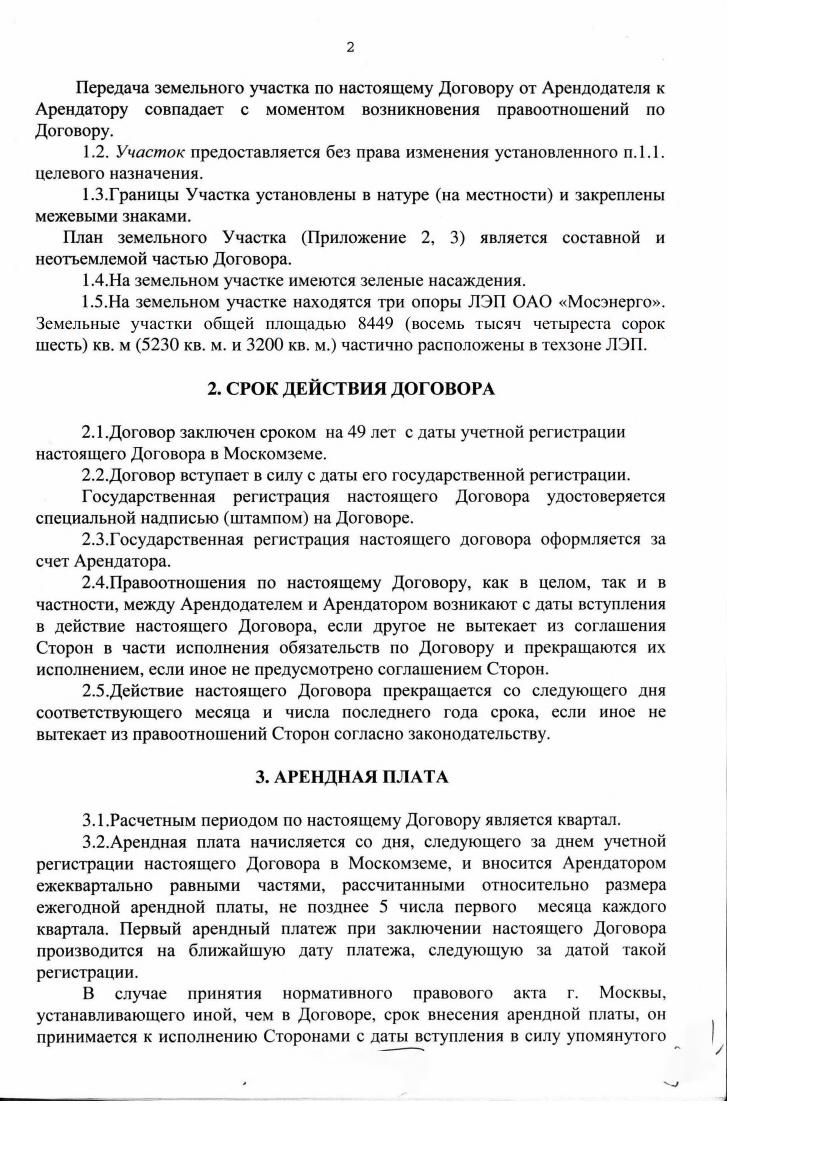 2
Передача земельного участка по настоящему Договору от Арендодателя к
Арендатору совпадает с моментом возникновения правоотношений по
Договору.
1.2. Участок предоставляется без права изменения установленного п.1.1.
целевого назначения.
1.3.Границы Участка установлены в натуре (на местности) и закреплены
межевыми знаками.
План земельного Участка (Приложение 2, 3) является составной и
неотъемлемой частью Договора.
1.4.На земельном участке имеются зеленые насаждения.
1.5.На земельном участке находятся три опоры ЛЭП ОАО «Мосэнерго».
Земельные участки общей площадью 8449 (восемь тысяч четыреста сорок
шесть) кв. м (5230 кв. м. и 3200 кв. м.) частично расположены в техзоне ЛЭП.
2. СРОК ДЕЙСТВИЯ ДОГОВОРА
2.1.Договор заключен сроком на 49 лет с даты учетной регистрации
настоящего Договора в Москомземе.
2.2.Договор вступает в силу с даты его государственной регистрации.
Государственная регистрация настоящего Договора удостоверяется
специальной надписью (штампом) на Договоре.
2.3.Государственная регистрация настоящего договора оформляется за
счет Арендатора.
2.4.Правоотношения по настоящему Договору, как в целом, так и в
частности, между Арендодателем и Арендатором возникают с даты вступления
в действие настоящего Договора, если другое не вытекает из соглашения
Сторон в части исполнения обязательств по Договору и прекращаются их
исполнением, если иное не предусмотрено соглашением Сторон.
2.5.Действие настоящего Договора прекращается со следующего дня
соответствующего месяца и числа последнего года срока, если иное не
вытекает из правоотношений Сторон согласно законодательству.
3. АРЕНДНАЯ ПЛАТА
3.1.Расчетным периодом по настоящему Договору является квартал.
3.2.Арендная плата начисляется со дня, следующего за днем учетной
регистрации настоящего Договора в Москомземе, и вносится Арендатором
ежеквартально равными частями, рассчитанными относительно размера
ежегодной арендной платы, не позднее 5 числа первого месяца каждого
квартала. Первый арендный платеж при заключении настоящего Договора
производится на ближайшую дату платежа, следующую за датой такой
регистрации.
В случае принятия нормативного правового акта г. Москвы,
устанавливающего иной, чем в Договоре, срок внесения арендной платы, он
принимается к исполнению Сторонами с даты вступления в силу упомянутого